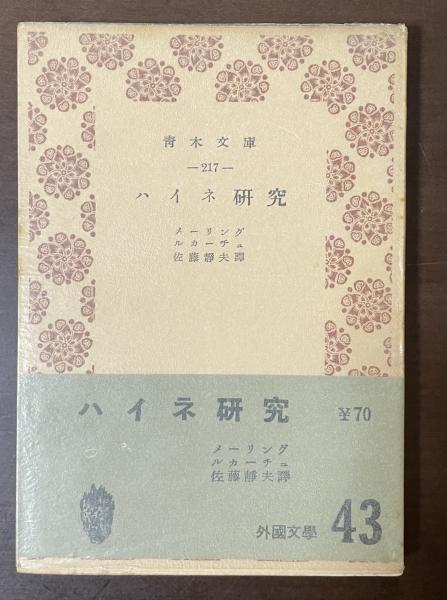 青木文庫
—217—
ハイネ研究
メーリング
ルカーチュ
佐藤靜夫譯
ハイネ研究
¥70
メーリング
ルカーチュ
佐藤靜夫譯
外國文學 43